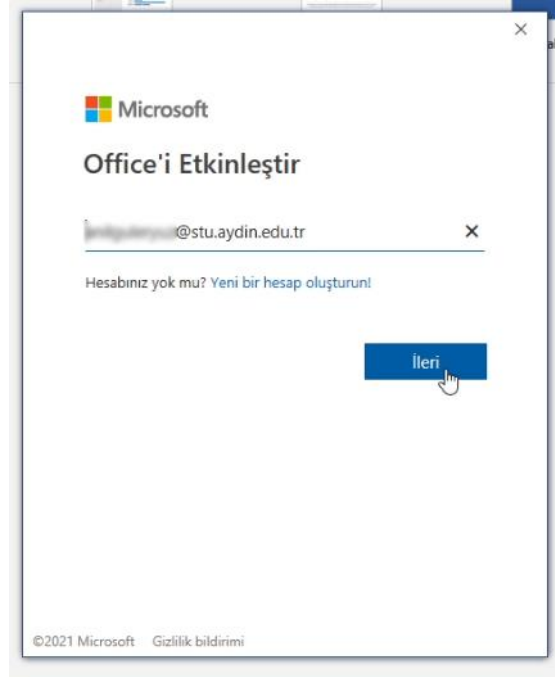 Microsoft
Office'i Etkinleştir
@stu.aydin.edu.tr
Hesabınız yok mu? Yeni bir hesap oluşturun!
İleri
©2021 Microsoft Gizlilik bildirimi